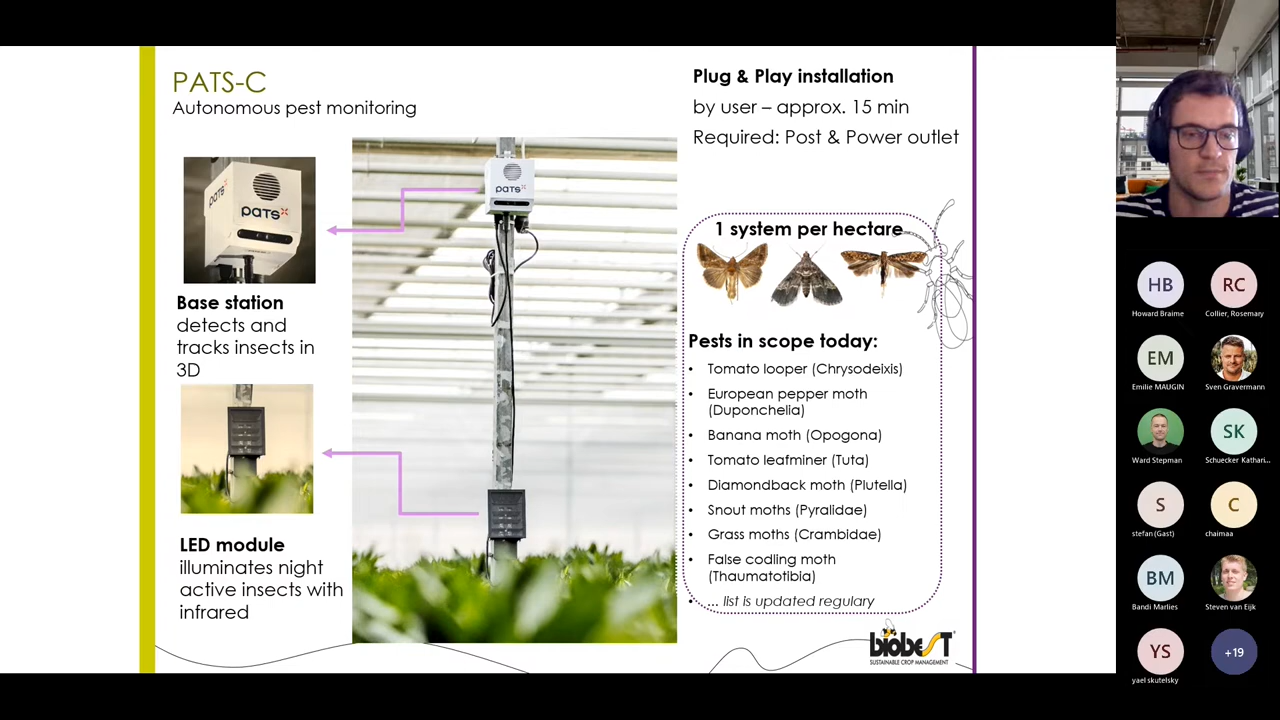 PATS-C
Autonomous pest monitoring
PATS
PATS
Base station
detects and
tracks insects in
3D
LED module
illuminates night
active insects with
infrared
PATS
Plug & Play installation
by user – approx. 15 min
Required: Post & Power outlet
1 system per hectare
Pests in scope today:
• Tomato looper (Chrysodeixis)
• European pepper moth
(Duponchelia)
• Banana moth (Opogona)
• Tomato leafminer (Tuta)
• Diamondback moth (Plutella)
• Snout moths (Pyralidae)
• Grass moths (Crambidae)
• False codling moth
(Thaumatotibia)
• ... list is updated regulary
biobest
SUSTAINABLE CROP MANAGEMENT
HB
Howard Braime
RC
Collier, Rosemary
EM
Emilie MAUGIN
Sven Gravermann
Ward Stepman
SK
Schuecker Kathari...
S
stefan (Gast)
C
chaimaa
BM
Bandi Marlies
Steven van Eijk
YS
yael skutelsky
+19